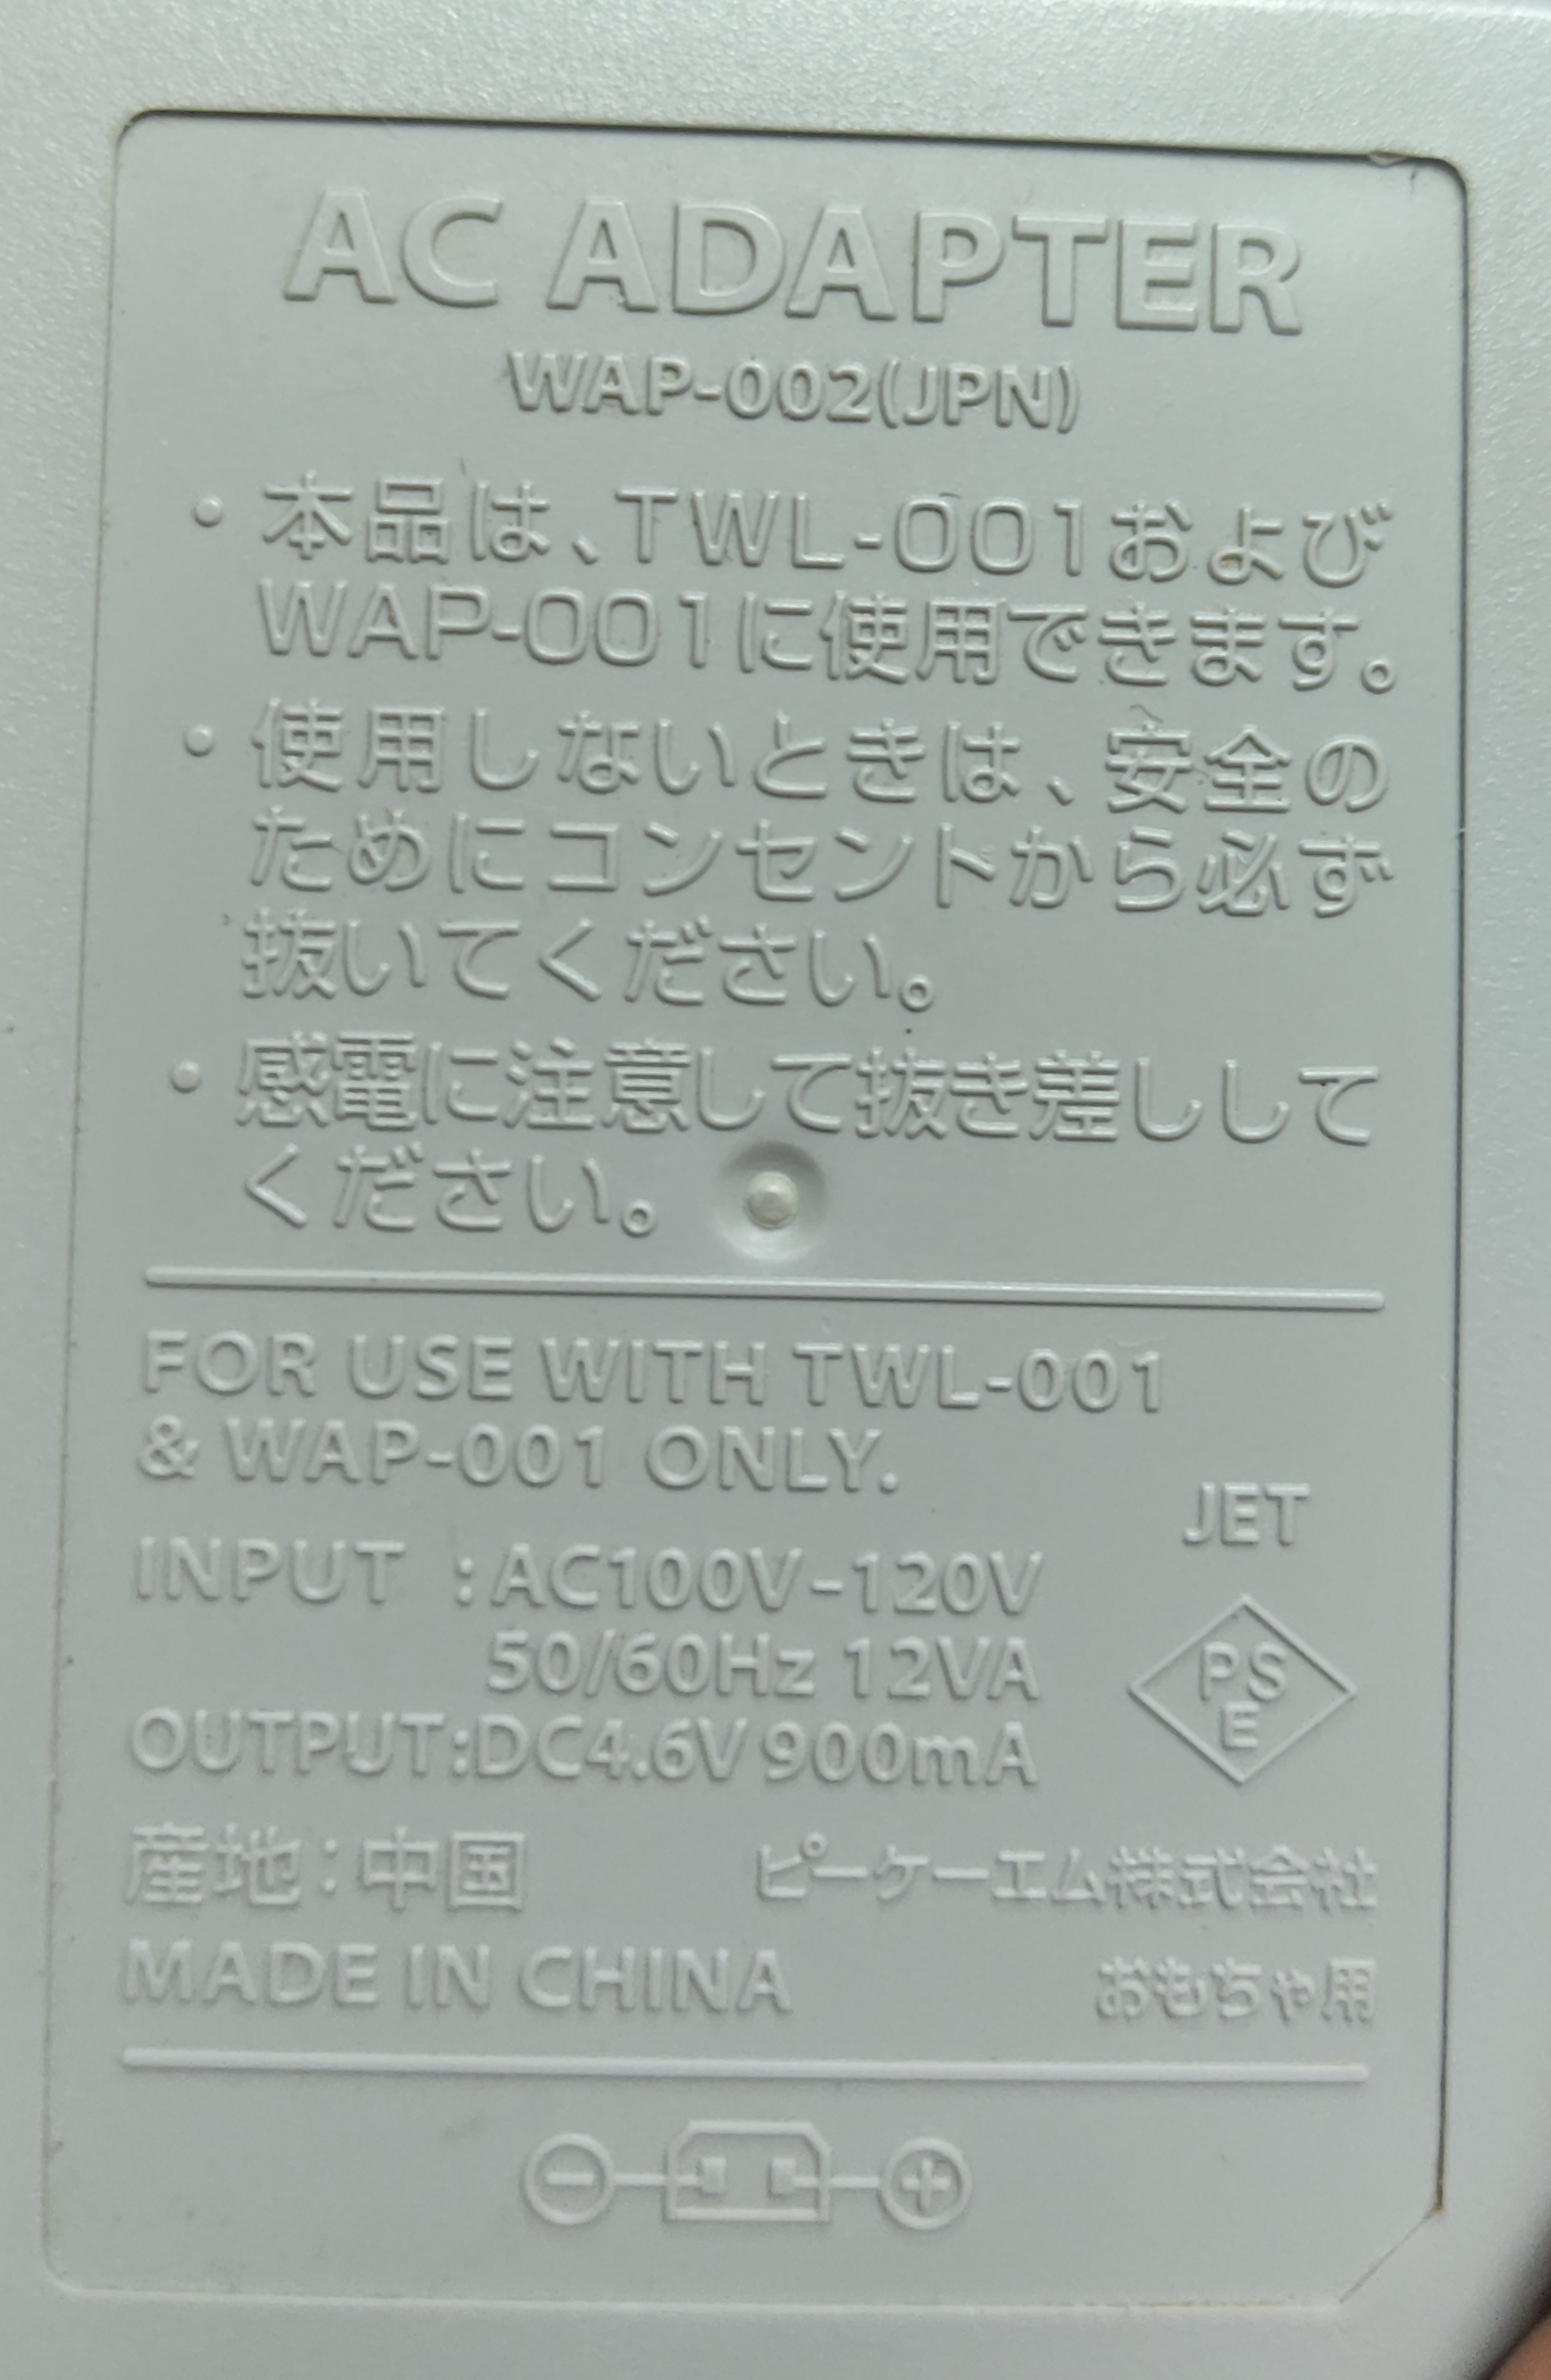 AC ADAPTER
WAP-002(JPN)
・本品は、TWL-001および
WAP-001に使用できます。
・使用しないときは、安全の
ためにコンセントから必ず
抜いてください。
・感電に注意して抜き差しして
ください。
FOR USE WITH TWL-001
& WAP-001 ONLY.
JET
INPUT :AC100V-120V
50/60Hz 12VA
PS
E
OUTPUT:DC4.6V 900mA
産地:中国
ピーケーエム株式会社
MADE IN CHINA
おもちゃ用